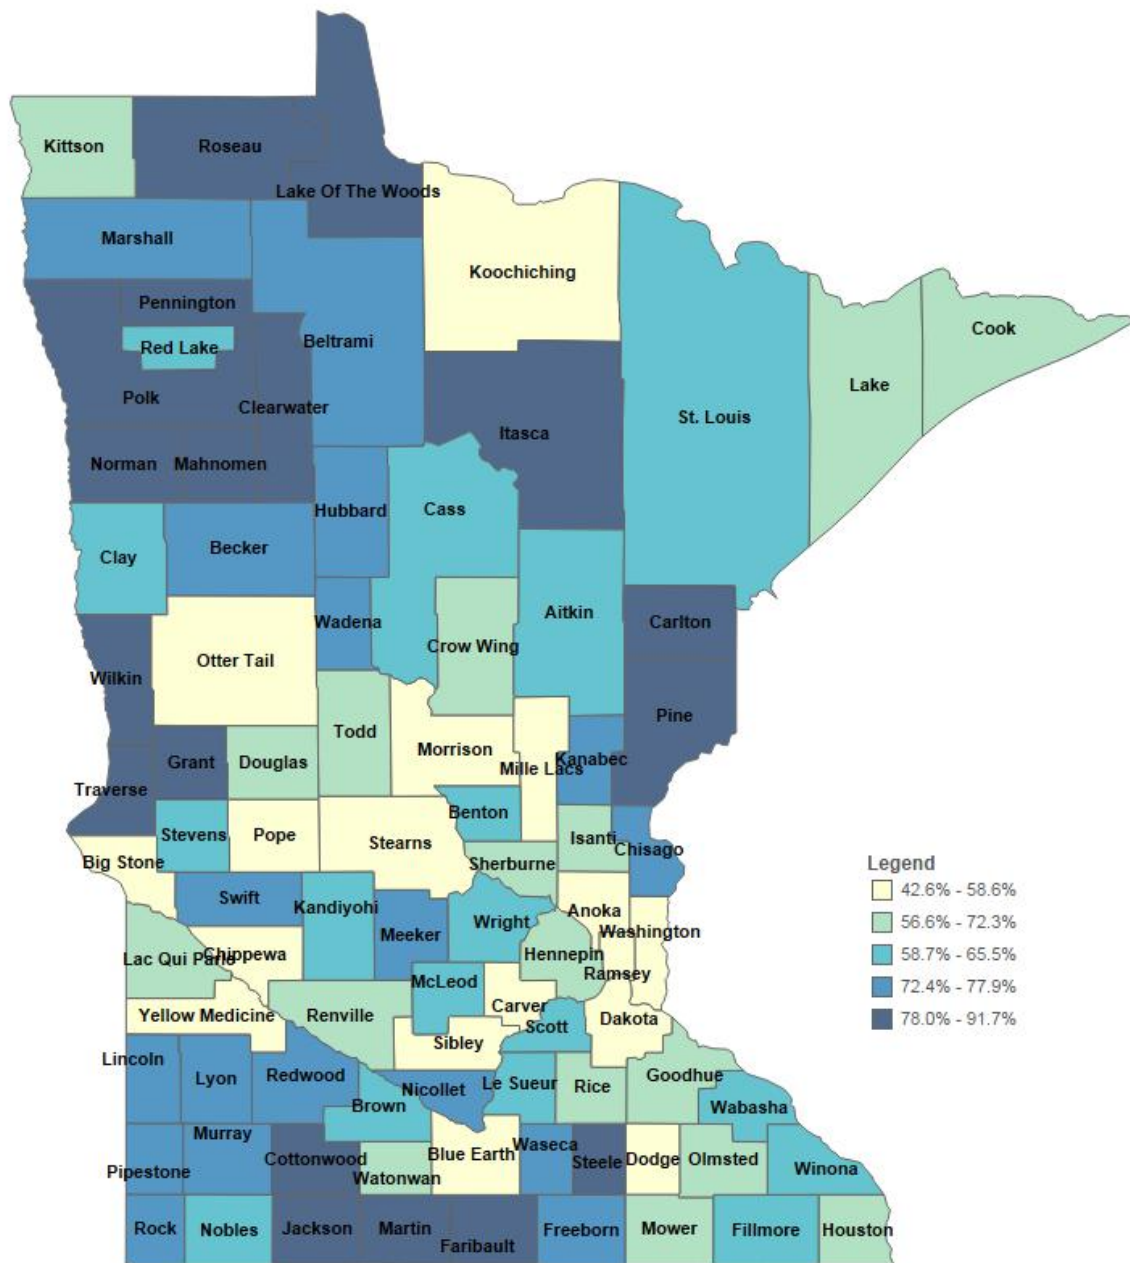 Kittson
Roseau
Lake Of The Woods
Marshall
Koochiching
Pennington
Beltrami
Red Lake
Cook
Lake
Polk
Clearwater
St. Louis
Itasca
Norman
Mahnomen
Hubbard
Cass
Becker
Clay
Aitkin
Wadena
Carlton
Crow Wing
Otter Tail
Wilkin
Pine
Todd
Morrison
Grant
Douglas
Kanabec
Mille Lacs
Traverse
Benton
Stevens
Pope
Stearns
Isanti
Chisago
Big Stone
Sherburne
Legend
42.6% - 58.6%
56.6% - 72.3%
58.7% - 65.5%
72.4% - 77.9%
78.0% - 91.7%
Swift
Kandiyohi
Anoka
Wright
Meeker
Washington
Chippewa
Hennepin
Lac Qui Parle
Ramsey
McLeod
Carver
Yellow Medicine
Renville
Dakota
Scott
Sibley
Lincoln
Lyon
Redwood
Goodhue
Nicollet
Le Sueur
Rice
Brown
Wabasha
Murray
Waseca
Blue Earth
Cottonwood
Steele
Dodge
Olmsted
Winona
Pipestone
Watonwan
Rock
Nobles
Jackson
Martin
Faribault
Freeborn
Mower
Fillmore
Houston